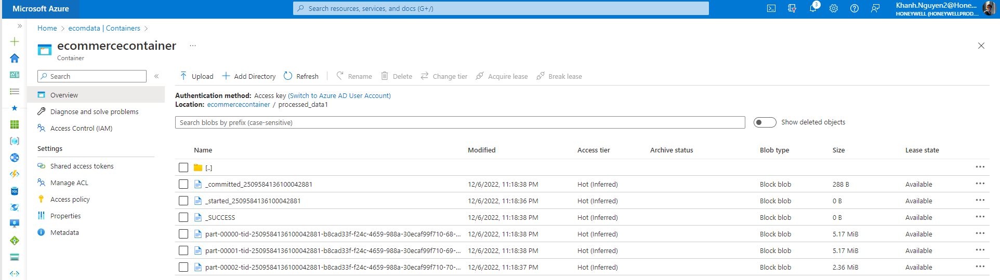 Microsoft Azure
Search resources, services, and docs (G+/)
3
Khanh.Nguyen2@Hone...
HONEYWELL (HONEYWELLPROD....
Home > ecomdata | Containers >
ecommercecontainer ...
Container
Search
Overview
Diagnose and solve problems
Access Control (IAM)
Settings
Shared access tokens
Manage ACL
Access policy
Properties
Metadata
Upload Add Directory Refresh Rename Delete Change tier Acquire lease Break lease
Authentication method: Access key (Switch to Azure AD User Account)
Location: ecommercecontainer / processed_data1
Search blobs by prefix (case-sensitive)
Show deleted objects
Name Modified Access tier Archive status Blob type Size Lease state
[..]
_committed_2509584136100042881 12/6/2022, 11:18:38 PM Hot (Inferred) Block blob 288 B Available
_started_2509584136100042881 12/6/2022, 11:18:36 PM Hot (Inferred) Block blob 0 B Available
_SUCCESS 12/6/2022, 11:18:38 PM Hot (Inferred) Block blob 0 B Available
part-00000-tid-2509584136100042881-b8cad33f-f24c-4659-988a-30ecaf99f710-68-... 12/6/2022, 11:18:38 PM Hot (Inferred) Block blob 5.17 MiB Available
part-00001-tid-2509584136100042881-b8cad33f-f24c-4659-988a-30ecaf99f710-69-... 12/6/2022, 11:18:38 PM Hot (Inferred) Block blob 5.17 MiB Available
part-00002-tid-2509584136100042881-b8cad33f-f24c-4659-988a-30ecaf99f710-70-... 12/6/2022, 11:18:37 PM Hot (Inferred) Block blob 2.36 MiB Available